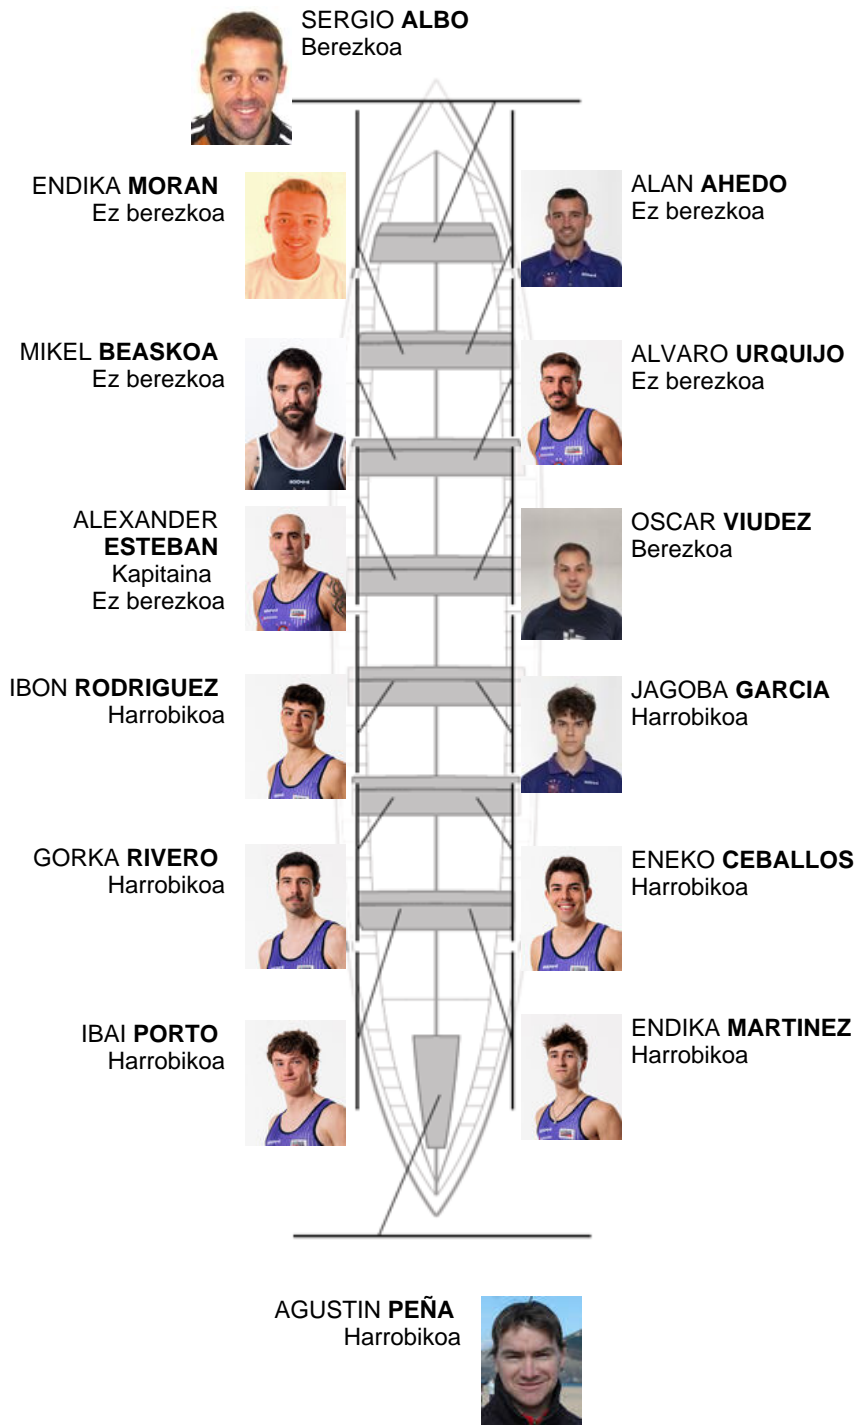 SERGIO ALBO
Berezkoa
ENDIKA MORAN
Ez berezkoa
ALAN AHEDO
Ez berezkoa
MIKEL BEASKOA
Ez berezkoa
ALVARO URQUIJO
Ez berezkoa
ALEXANDER
ESTEBAN
Kapitaina
Ez berezkoa
OSCAR VIUDEZ
Berezkoa
IBON RODRIGUEZ
Harrobikoa
JAGOBA GARCIA
Harrobikoa
GORKA RIVERO
Harrobikoa
ENEKO CEBALLOS
Harrobikoa
IBAI PORTO
Harrobikoa
ENDIKA MARTINEZ
Harrobikoa
AGUSTIN PEÑA
Harrobikoa